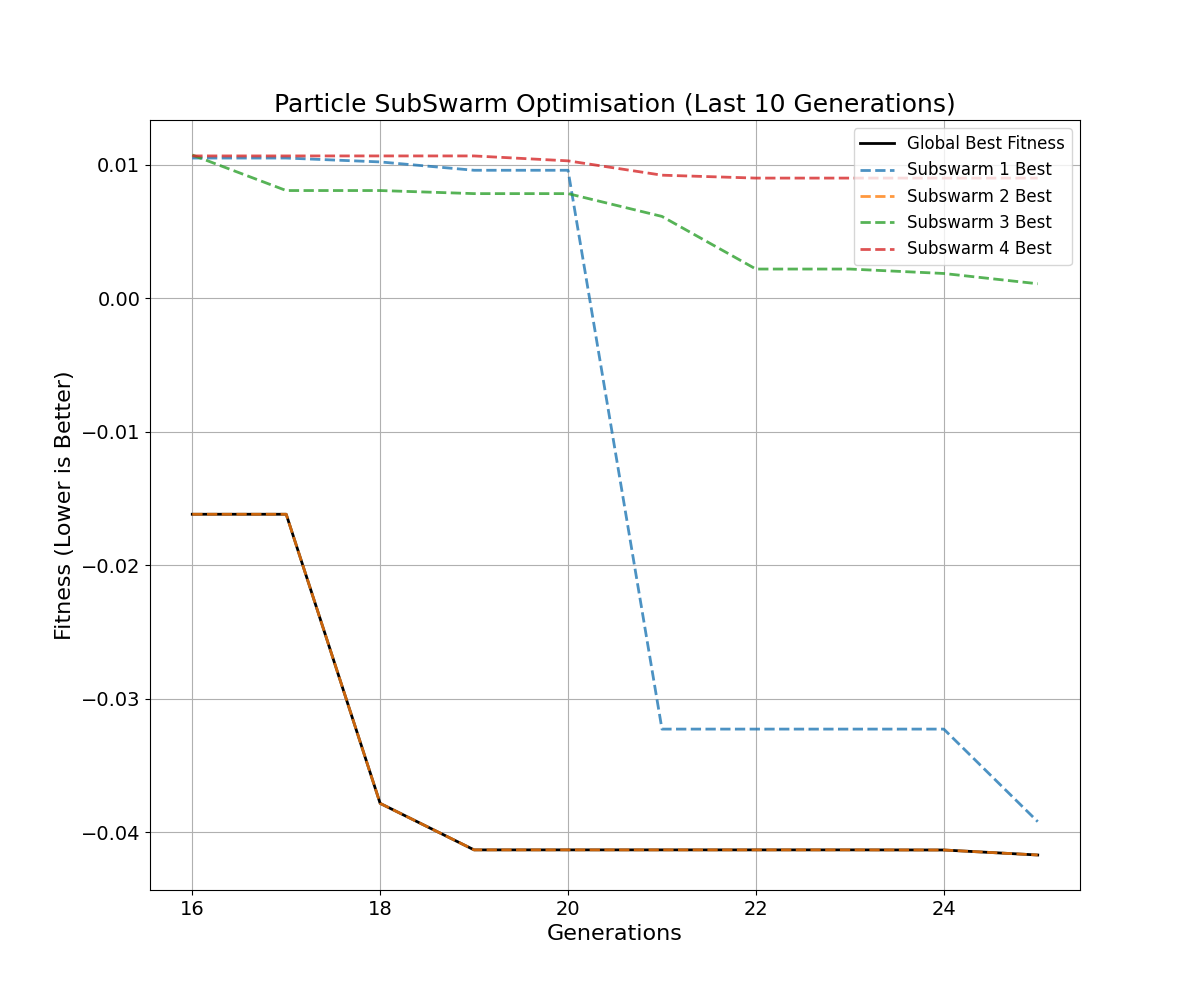 Particle SubSwarm Optimisation (Last 10 Generations)
Fitness (Lower is Better)
0.01
0.00
−0.01
−0.02
−0.03
−0.04
Global Best Fitness
Subswarm 1 Best
Subswarm 2 Best
Subswarm 3 Best
Subswarm 4 Best
16 18 20 22 24
Generations